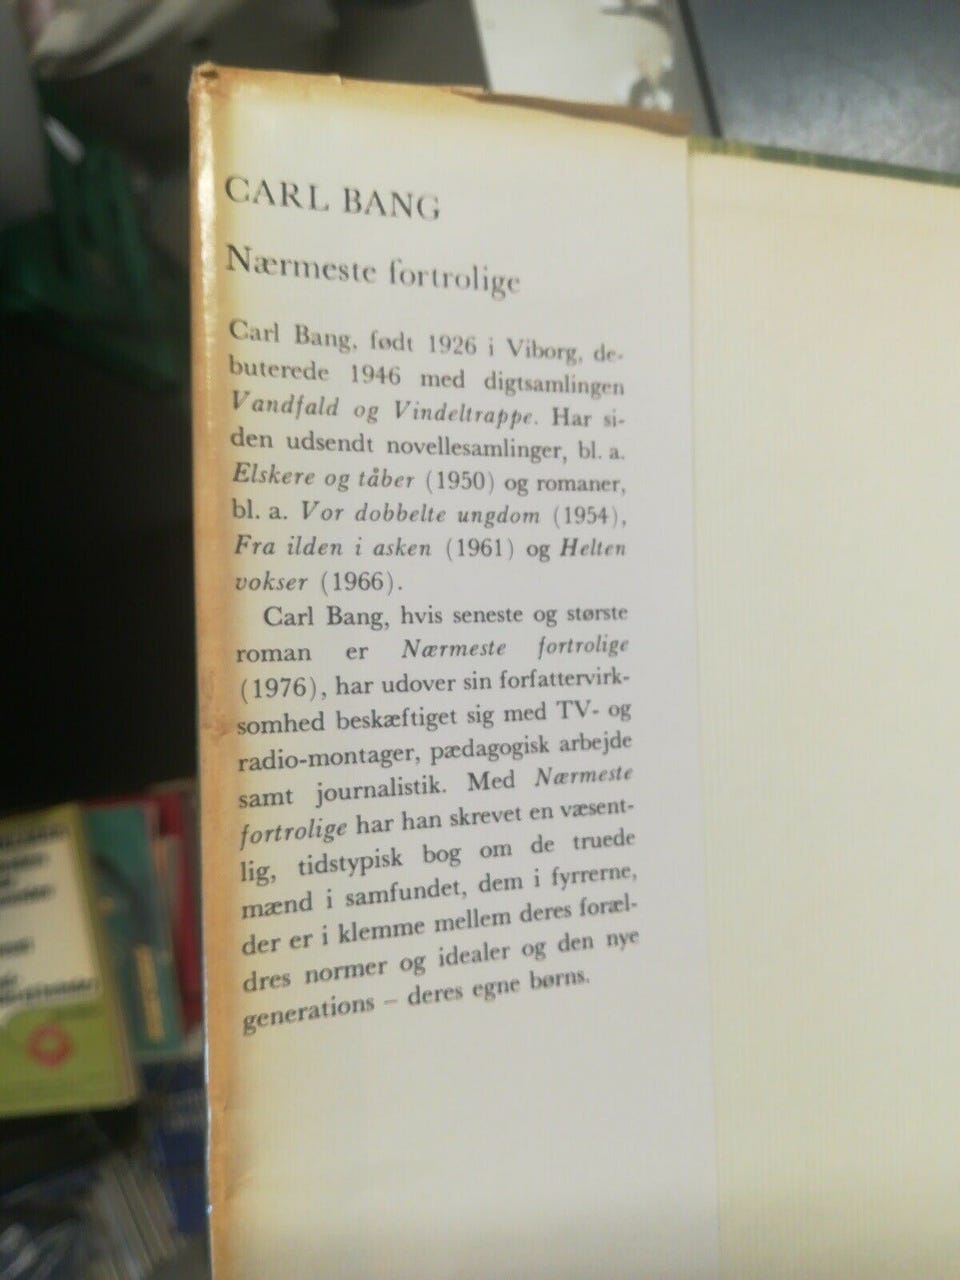 CARL BANG
Nærmeste fortrolige
Carl Bang, født 1926 i Viborg, de-
buterede 1946 med digtsamlingen
Vandfald og Vindeltrappe. Har si-
den udsendt novellesamlinger, bl. a.
Elskere og tåber (1950) og romaner,
bl. a. Vor dobbelte ungdom (1954),
Fra ilden i asken (1961) og Helten
vokser (1966).
Carl Bang, hvis seneste og største
roman er Nærmeste fortrolige
(1976), har udover sin forfattervirk-
somhed beskæftiget sig med TV- og
radio-montager, pædagogisk arbejde
samt journalistik. Med Nærmeste
fortrolige har han skrevet en væsent-
lig, tidstypisk bog om de truede
mænd i samfundet, dem i fyrrerne,
der er i klemme mellem deres foræl-
dres normer og idealer og den nye
generations – deres egne børns.